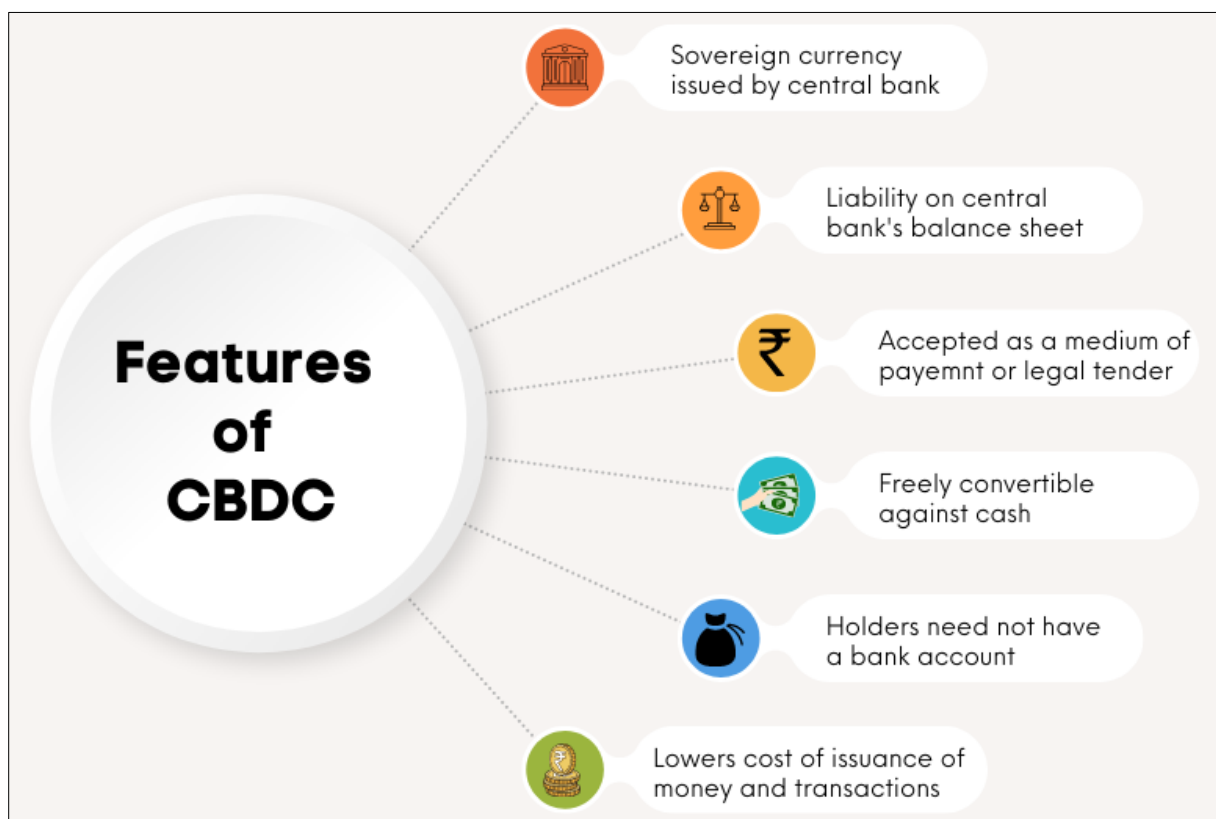 Features
of
CBDC
Sovereign currency
issued by central bank
Liability on central
bank's balance sheet
₹
Accepted as a medium of
payemnt or legal tender
Freely convertible
against cash
Holders need not have
a bank account
Lowers cost of issuance of
money and transactions